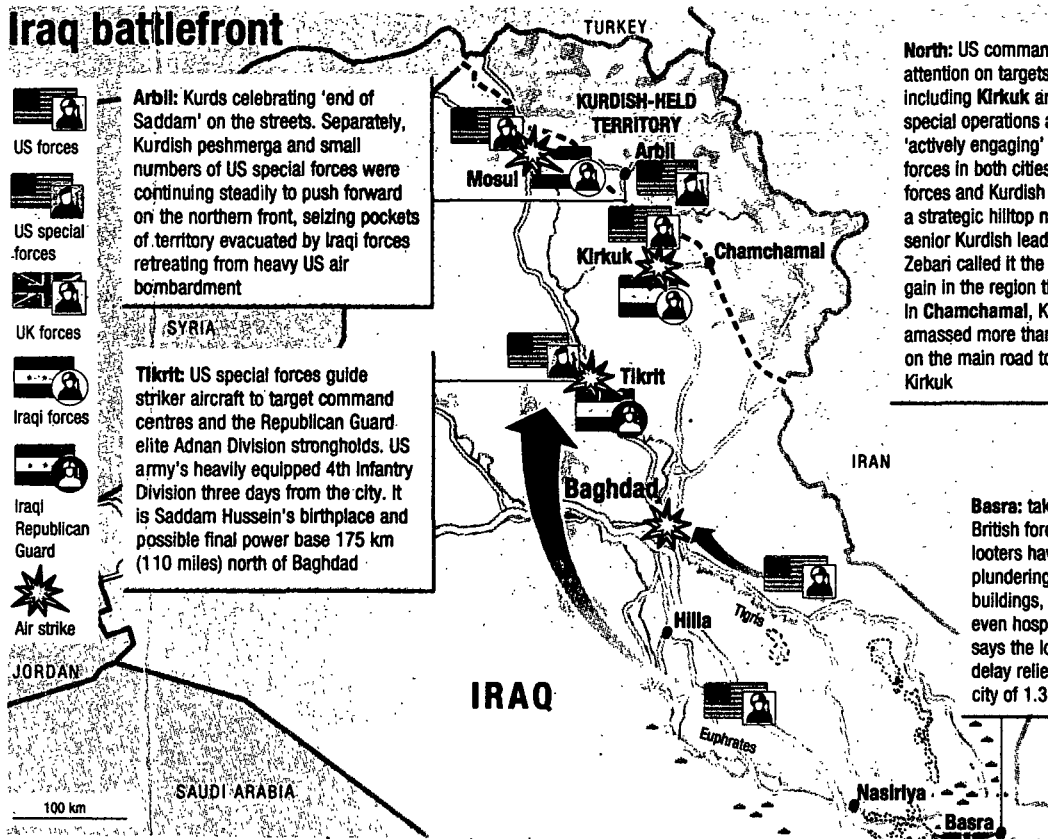 Iraq battlefront
US forces
US special
forces
UK forces
Iraqi forces
Iraqi
Republican
Guard
Air strike
Arbil: Kurds celebrating 'end of
Saddam' on the streets. Separately,
Kurdish peshmerga and small
numbers of US special forces were
continuing steadily to push forward
on the northern front, seizing pockets
of territory evacuated by Iraqi forces
retreating from heavy US air
bombardment
Tikrit: US special forces guide
striker aircraft to target command
centres and the Republican Guard
elite Adnan Division strongholds. US
army's heavily equipped 4th Infantry
Division three days from the city. It
is Saddam Hussein's birthplace and
possible final power base 175 km
(110 miles) north of Baghdad
TURKEY
KURDISH-HELD
TERRITORY
Arbil
Mosul
Kirkuk
Chamchamal
SYRIA
Tikrit
IRAN
Baghdad
Hilla
Tigris
JORDAN
IRAQ
Euphrates
SAUDI ARABIA
100 km
Nasiriya
Basra
North: US comman
attention on targets
including Kirkuk an
special operations a
'actively engaging'
forces in both cities
forces and Kurdish
a strategic hilltop n
senior Kurdish lead
Zebari called it the
gain in the region th
In Chamchamal, K
amassed more than
on the main road to
Kirkuk
Basra: tak
British fore
looters hav
plundering
buildings,
even hosp
says the lo
delay relie
city of 1.3